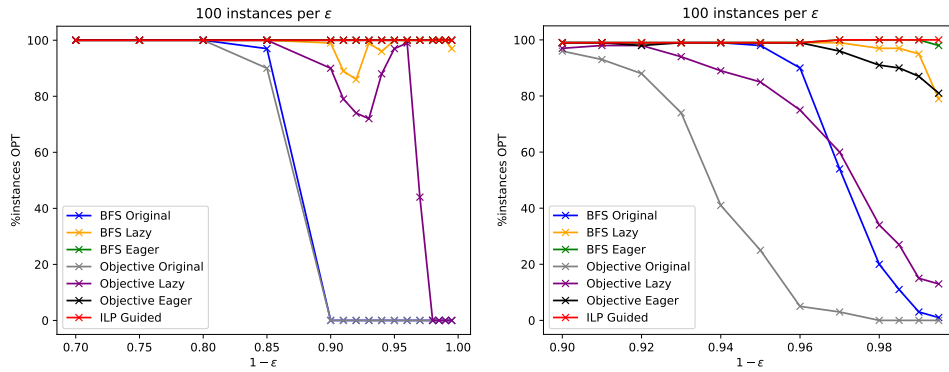 100 instances per ε
%instances OPT
100
80
60
40
20
0
BFS Original
BFS Lazy
BFS Eager
Objective Original
Objective Lazy
Objective Eager
ILP Guided
0.70 0.75 0.80 0.85 0.90 0.95 1.00
1 − ε
100 instances per ε
%instances OPT
100
80
60
40
20
0
BFS Original
BFS Lazy
BFS Eager
Objective Original
Objective Lazy
Objective Eager
ILP Guided
0.90 0.92 0.94 0.96 0.98
1 − ε